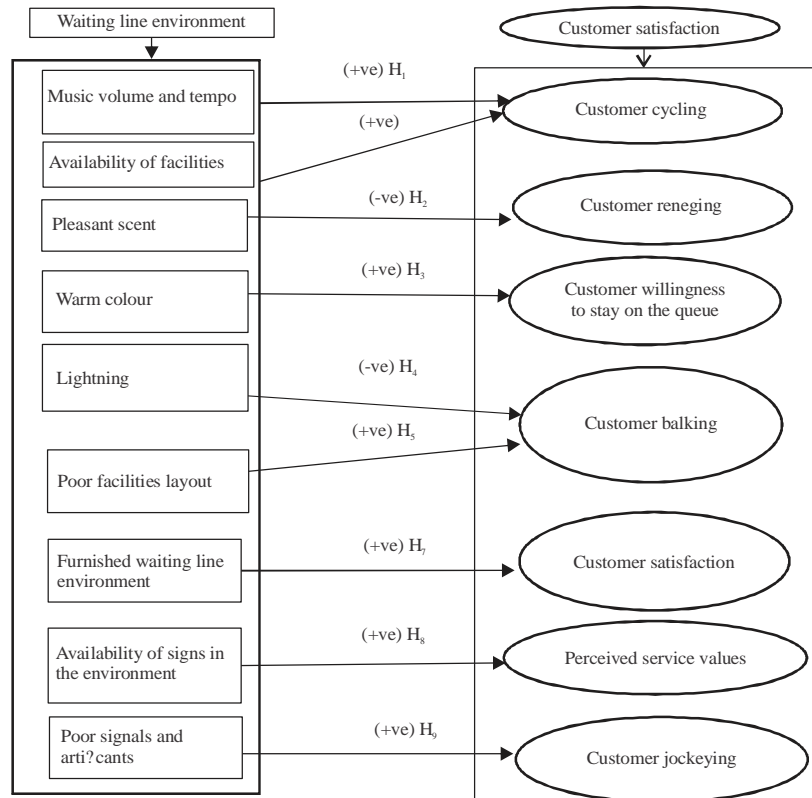 Waiting line environment
Customer satisfaction
Music volume and tempo
(+ve) H₁
Customer cycling
Availability of facilities
(+ve)
Pleasant scent
(-ve) H₂
Customer reneging
Warm colour
(+ve) H₃
Customer willingness
to stay on the queue
Lightning
(-ve) H₄
Customer balking
Poor facilities layout
(+ve) H₅
Furnished waiting line
environment
(+ve) H₇
Customer satisfaction
Availability of signs in
the environment
(+ve) H₈
Perceived service values
Poor signals and
arti?cants
(+ve) H₉
Customer jockeying